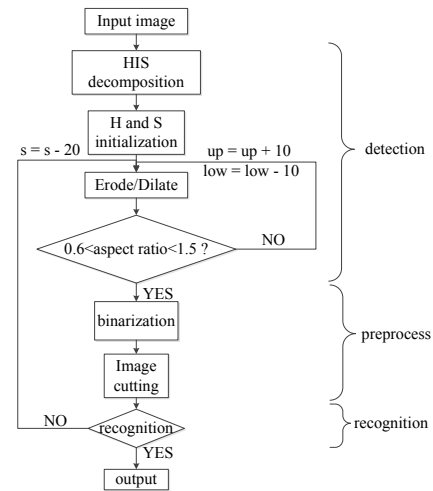 Input image
HIS
decomposition
H and S
initialization
s = s - 20
up = up + 10
low = low - 10
detection
Erode/Dilate
0.6<aspect ratio<1.5 ?
NO
YES
binarization
preprocess
Image
cutting
NO
recognition
recognition
YES
output